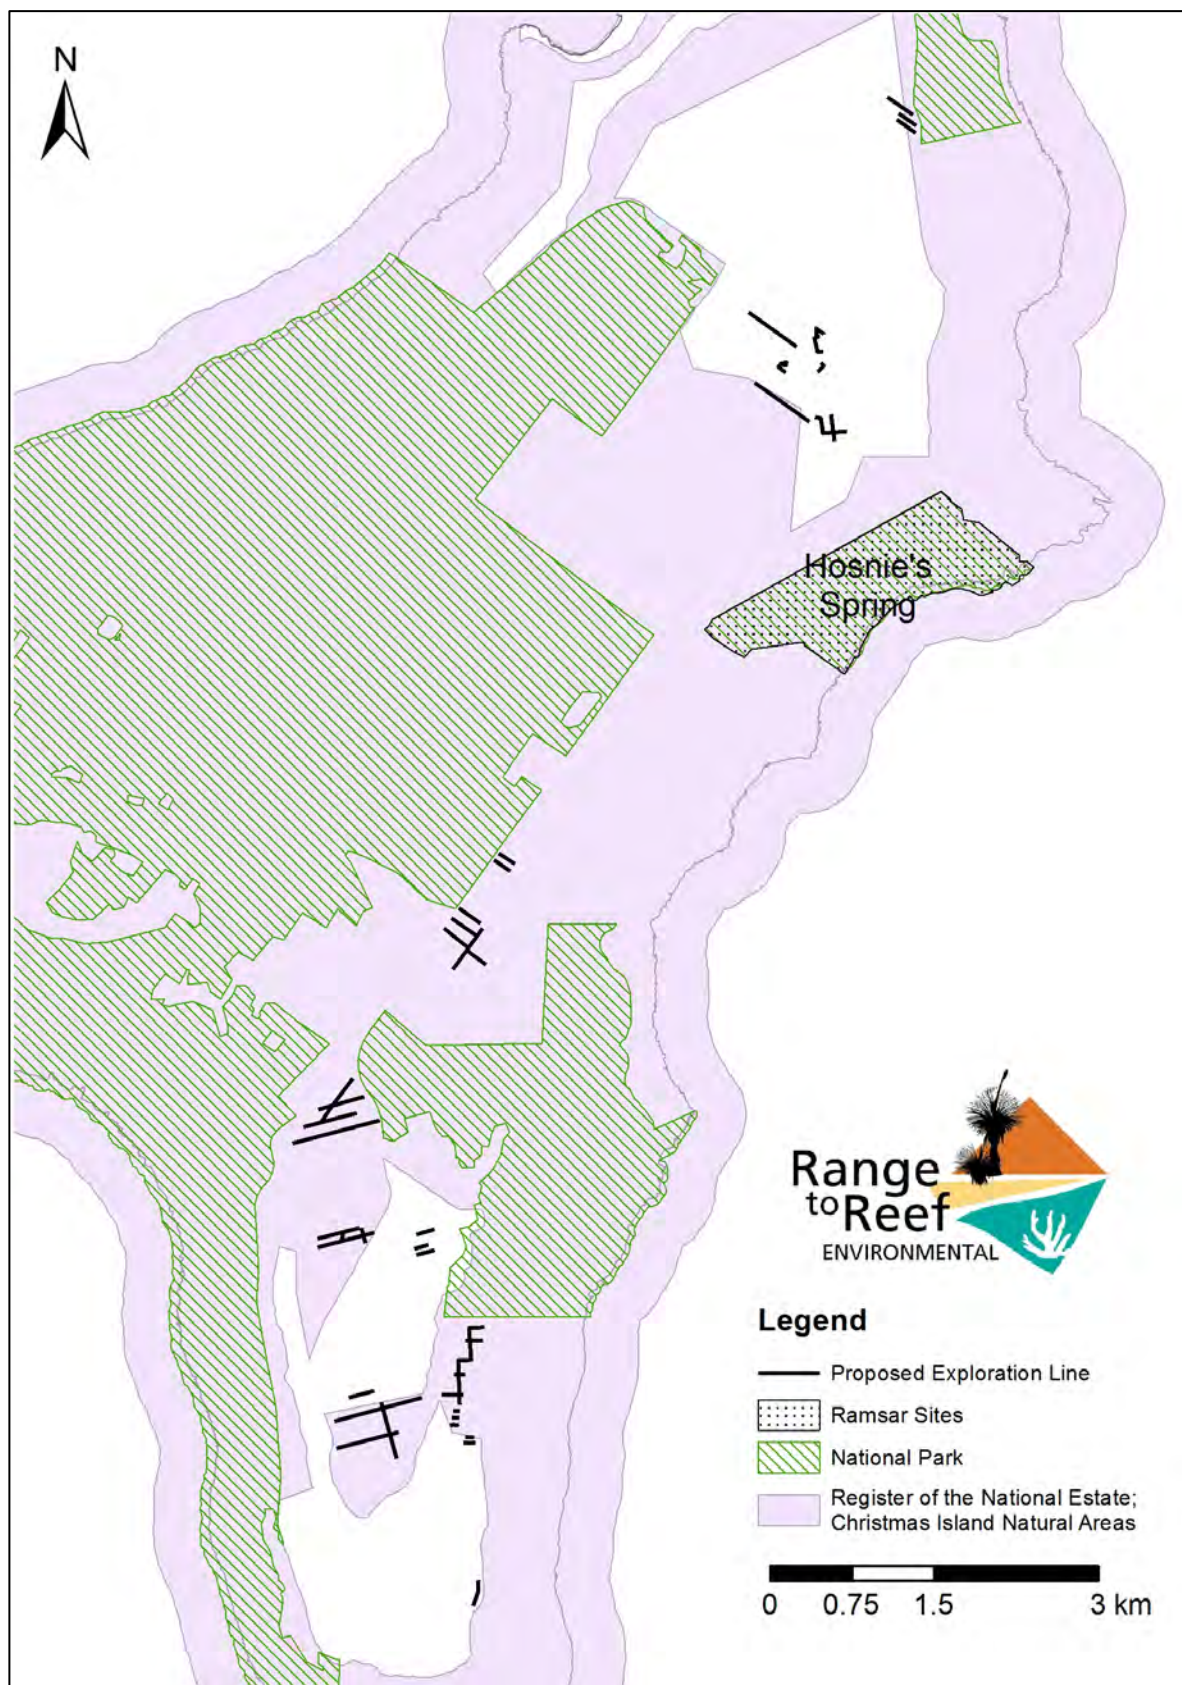 N
Hosnie's
Spring
Range
to Reef
ENVIRONMENTAL
Legend
Proposed Exploration Line
Ramsar Sites
National Park
Register of the National Estate;
Christmas Island Natural Areas
0 0.75 1.5 3 km